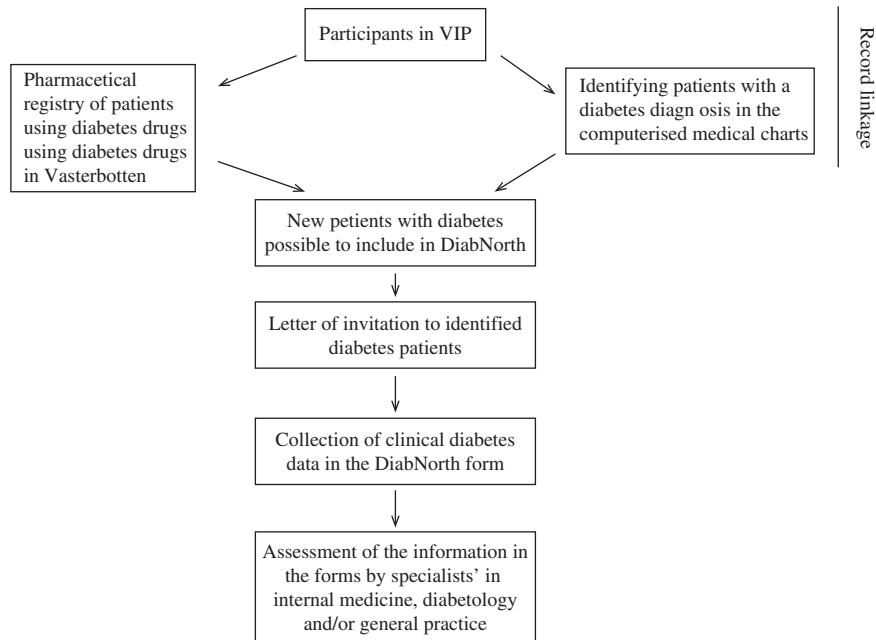 Participants in VIP
Pharmacetical
registry of patients
using diabetes drugs
using diabetes drugs
in Vasterbotten
Identifying patients with a
diabetes diagn osis in the
computerised medical charts
Record linkage
New petients with diabetes
possible to include in DiabNorth
Letter of invitation to identified
diabetes patients
Collection of clinical diabetes
data in the DiabNorth form
Assessment of the information in
the forms by specialists’ in
internal medicine, diabetology
and/or general practice